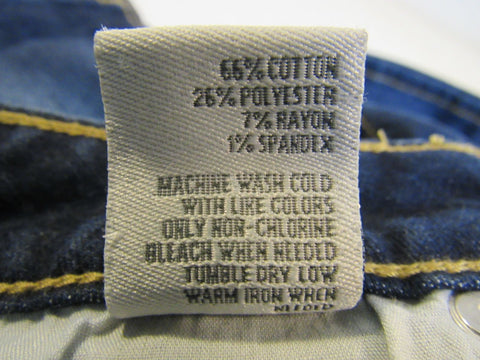 66% COTTON
26% POLYESTER
7% RAYON
1% SPANDEX
MACHINE WASH COLD
WITH LIKE COLORS
ONLY NON-CHLORINE
BLEACH WHEN NEEDED
TUMBLE DRY LOW
WARM IRON WHEN
NEEDED